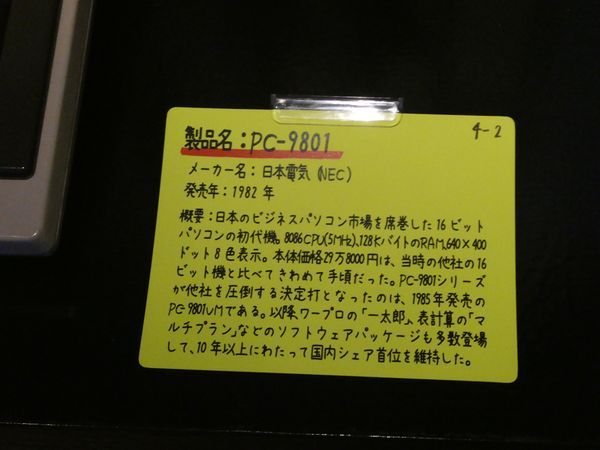 4-2
製品名：PC-9801
メーカー名：日本電気（NEC）
発売年：1982年
概要：日本のビジネスパソコン市場を席巻した16ビット
パソコンの初代機。8086CPU(5MHz)、128KバイトのRAM、640×400
ドット8色表示。本体価格29万8000円は、当時の他社の16
ビット機と比べてきわめて手頃だった。PC-9801シリーズ
が他社を圧倒する決定打となったのは、1985年発売の
PC-9801VMである。以降、ワープロの「一太郎」、表計算の「マ
ルチプラン」などのソフトウェアパッケージも多数登場
して、10年以上にわたって国内シェア首位を維持した。